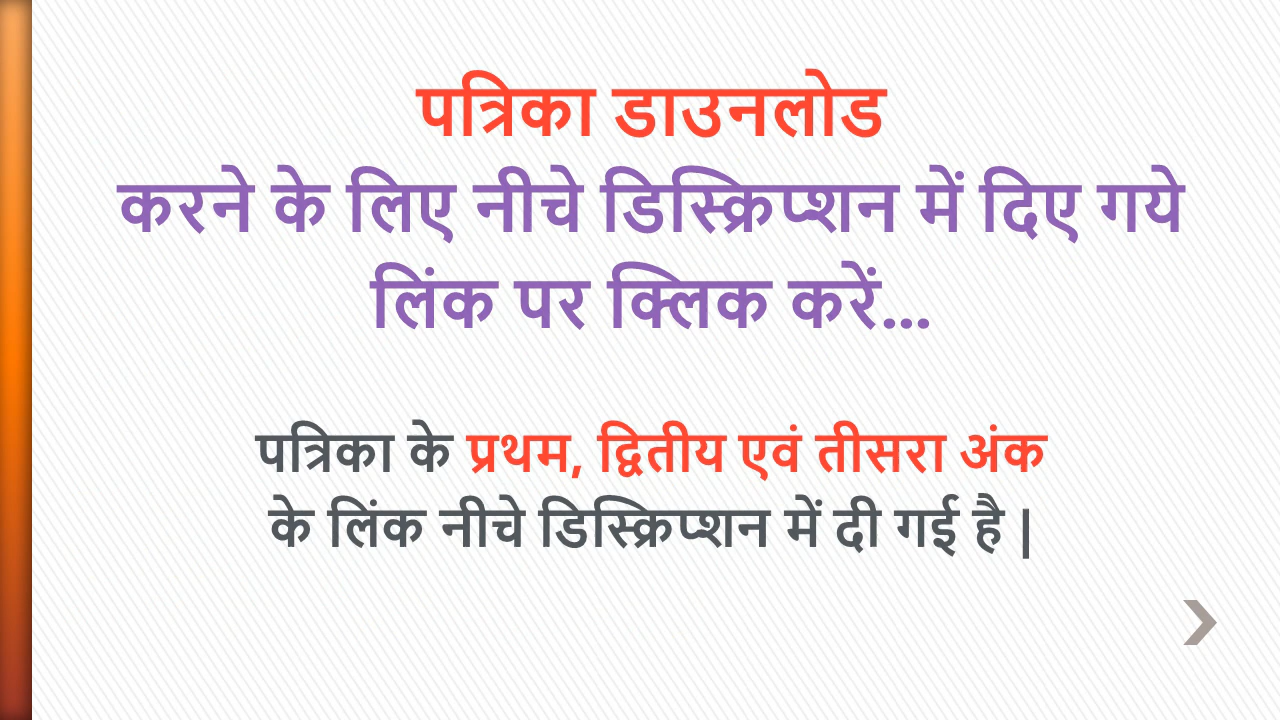 पत्रिका डाउनलोड
करने के लिए नीचे डिस्क्रिप्शन में दिए गये
लिंक पर क्लिक करें...
पत्रिका के प्रथम, द्वितीय एवं तीसरा अंक
के लिंक नीचे डिस्क्रिप्शन में दी गई है |